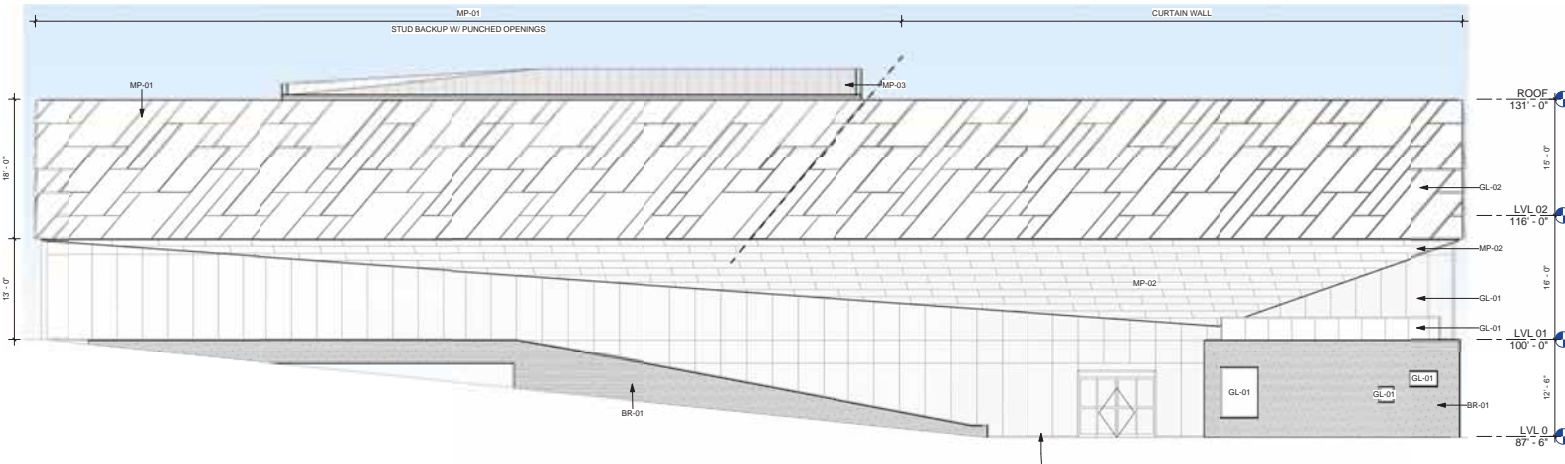 MP-01
CURTAIN WALL
STUD BACKUP W/ PUNCHED OPENINGS
MP-01
MP-03
ROOF
131' - 0"
18' - 0"
15' - 0"
GL-02
LVL 02
116' - 0"
MP-02
MP-02
13' - 0"
16' - 0"
GL-01
GL-01
LVL 01
100' - 0"
GL-01
GL-01
GL-01
12' - 6"
BR-01
BR-01
LVL 0
87' - 6"